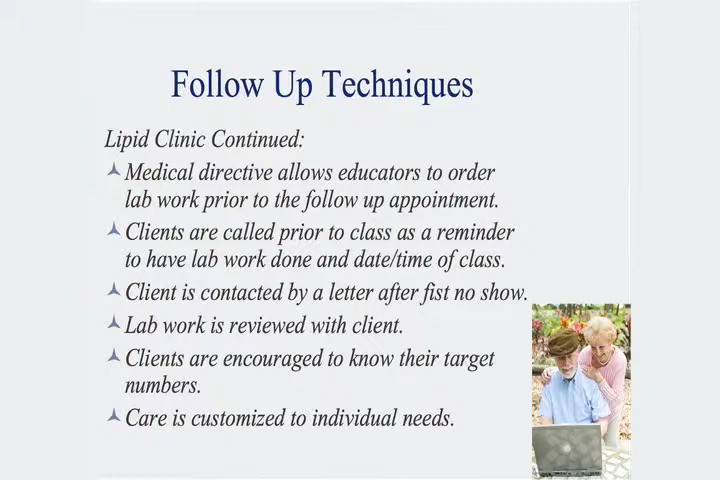 Follow Up Techniques
Lipid Clinic Continued:
Medical directive allows educators to order
lab work prior to the follow up appointment.
Clients are called prior to class as a reminder
to have lab work done and date/time of class.
Client is contacted by a letter after fist no show.
Lab work is reviewed with client.
Clients are encouraged to know their target
numbers.
Care is customized to individual needs.